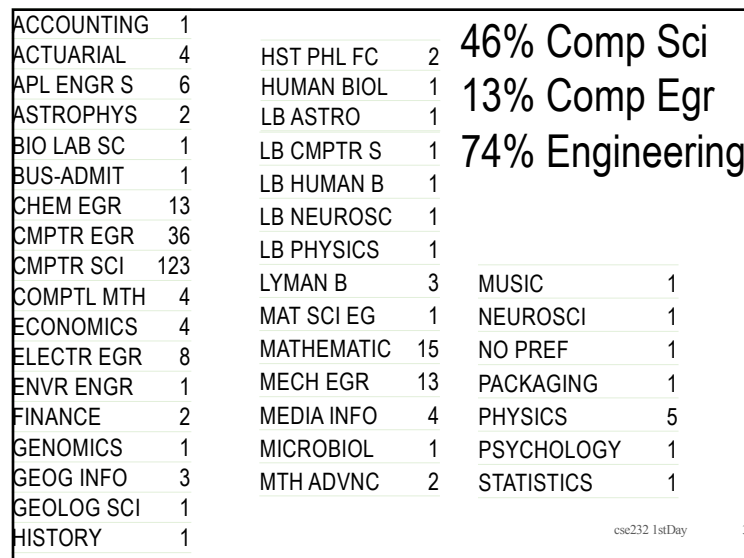 ACCOUNTING 1
ACTUARIAL 4
APL ENGR S 6
ASTROPHYS 2
BIO LAB SC 1
BUS-ADMIT 1
CHEM EGR 13
CMPTR EGR 36
CMPTR SCI 123
COMPTL MTH 4
ECONOMICS 4
ELECTR EGR 8
ENVR ENGR 1
FINANCE 2
GENOMICS 1
GEOG INFO 3
GEOLOG SCI 1
HISTORY 1
HST PHL FC 2
HUMAN BIOL 1
LB ASTRO 1
LB CMPTR S 1
LB HUMAN B 1
LB NEUROSC 1
LB PHYSICS 1
LYMAN B 3
MAT SCI EG 1
MATHEMATIC 15
MECH EGR 13
MEDIA INFO 4
MICROBIOL 1
MTH ADVNC 2
46% Comp Sci
13% Comp Egr
74% Engineering
MUSIC 1
NEUROSCI 1
NO PREF 1
PACKAGING 1
PHYSICS 5
PSYCHOLOGY 1
STATISTICS 1
cse232 1stDay